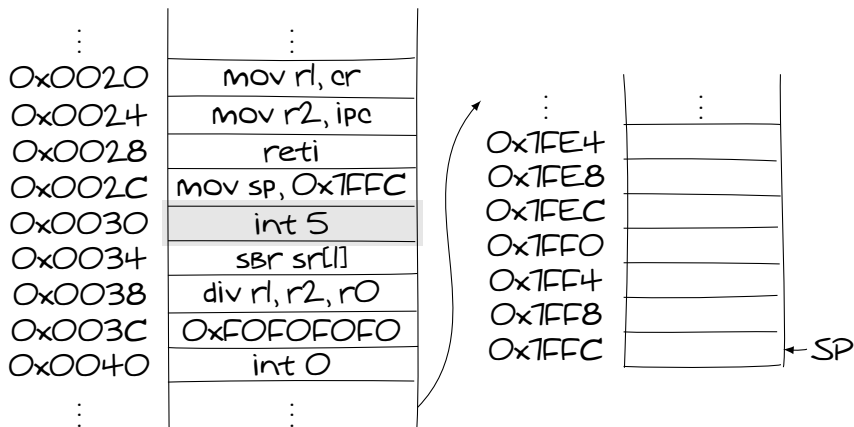 ⋮ ⋮
0x0020 mov r1, cr
0x0024 mov r2, ipc
0x0028 reti
0x002C mov sp, 0x7FFC
0x0030 int 5
0x0034 sbr sr[1]
0x0038 div r1, r2, r0
0x003C 0xF0F0F0F0
0x0040 int 0
⋮ ⋮
⋮ ⋮
0x7FE4
0x7FE8
0x7FEC
0x7FF0
0x7FF4
0x7FF8
0x7FFC SP